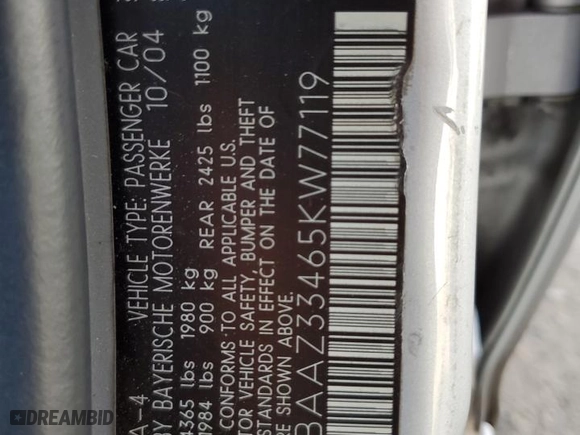 A-4 VEHICLE TYPE: PASSENGER CAR
BY BAYERISCHE MOTORENWERKE 10/04
4365 lbs 1980 kg REAR 2425 lbs 1100 kg
1984 lbs 900 kg
CONFORMS TO ALL APPLICABLE U.S.
TOR VEHICLE SAFETY, BUMPER AND THEFT
STANDARDS IN EFFECT ON THE DATE OF
RE SHOWN ABOVE.
BAAZ33465KW77119
DREAMBID